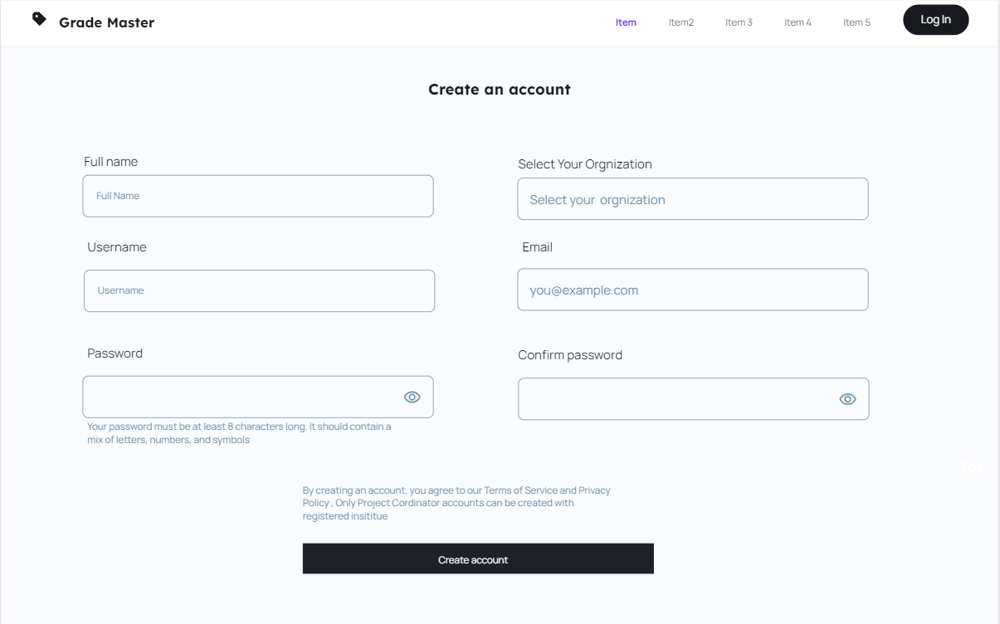 Grade Master
Item
Item2
Item 3
Item 4
Item 5
Log In
Create an account
Full name
Full Name
Select Your Orgnization
Select your orgnization
Username
Username
Email
you@example.com
Password
Your password must be at least 8 characters long. It should contain a
mix of letters, numbers, and symbols
Confirm password
for
By creating an account, you agree to our Terms of Service and Privacy
Policy , Only Project Cordinator accounts can be created with
registered insititue
Create account